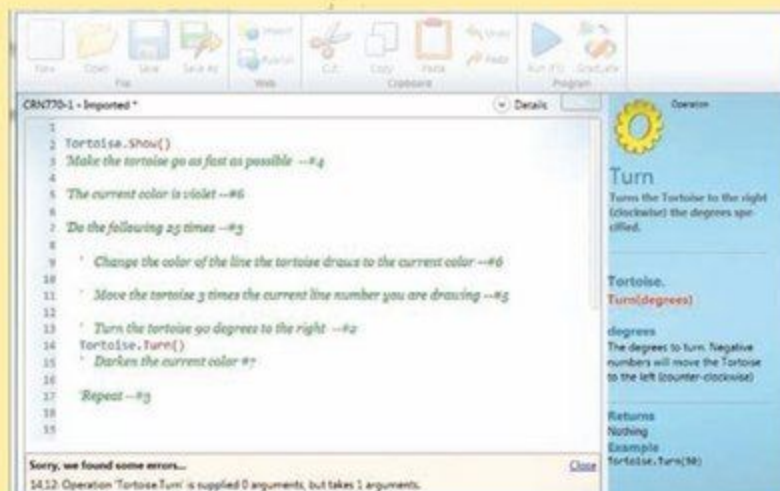 New Open Save Save As Import Publish Cut Copy Paste Undo Redo Run (F5) Graduate
File Web Clipboard Program
CRN770-1 - Imported *
Details
1
2 Tortoise.Show()
3 'Make the tortoise go as fast as possible --#4
4
5 'The current color is violet --#6
6
7 'Do the following 25 times --#3
8
9 ' Change the color of the line the tortoise draws to the current color --#6
10
11 ' Move the tortoise 3 times the current line number you are drawing --#5
12
13 ' Turn the tortoise 90 degrees to the right --#2
14 Tortoise.Turn()
15 ' Darken the current color #7
16
17 'Repeat --#3
18
19
Sorry, we found some errors...
Close
14,12: Operation 'Tortoise.Turn' is supplied 0 arguments, but takes 1 arguments.
Operation
Turn
Turns the Tortoise to the right
(clockwise) the degrees spe
cified.
Tortoise.
Turn(degrees)
degrees
The degrees to turn. Negative
numbers will move the Tortoise
to the left (counter-clockwise)
Returns
Nothing
Example
Tortoise.Turn(90)